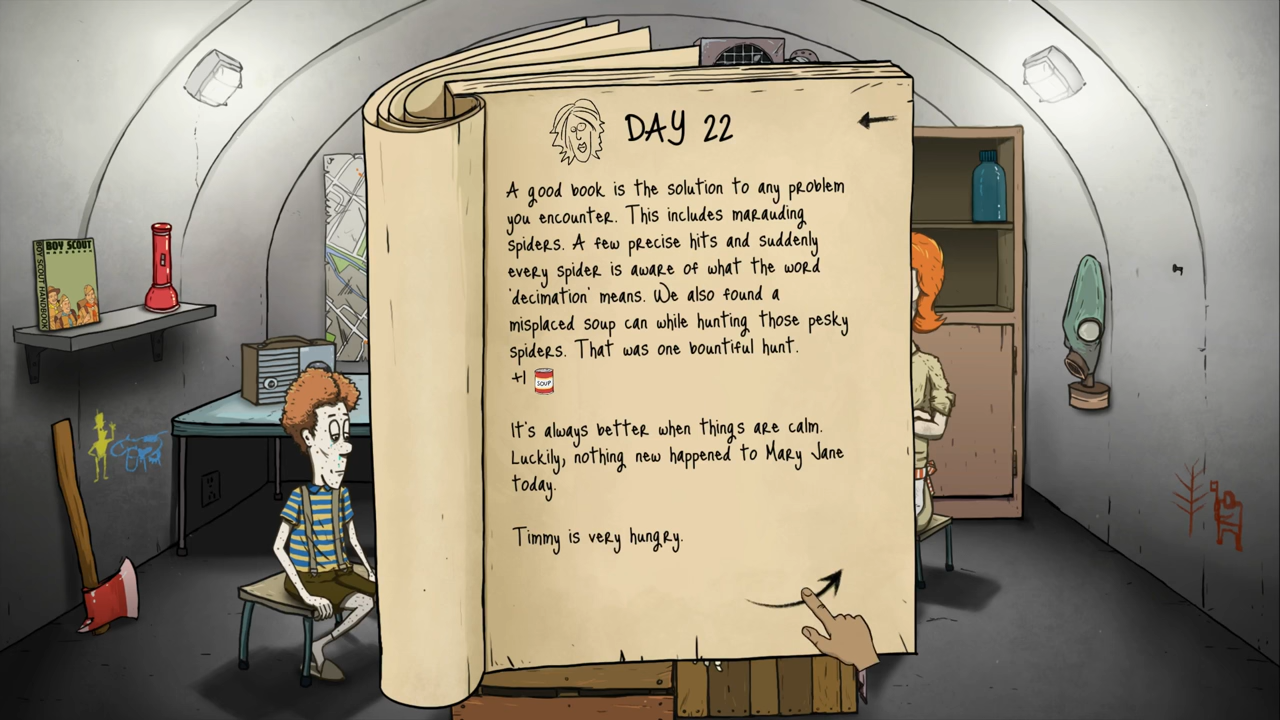 DAY 22
A good book is the solution to any problem
you encounter. This includes marauding
spiders. A few precise hits and suddenly
every spider is aware of what the word
'decimation' means. We also found a
misplaced soup can while hunting those pesky
spiders. That was one bountiful hunt.
+1 SOUP
It's always better when things are calm.
Luckily, nothing new happened to Mary Jane
today.
Timmy is very hungry.
BOY SCOUT
BOY SCOUT HANDBOOK